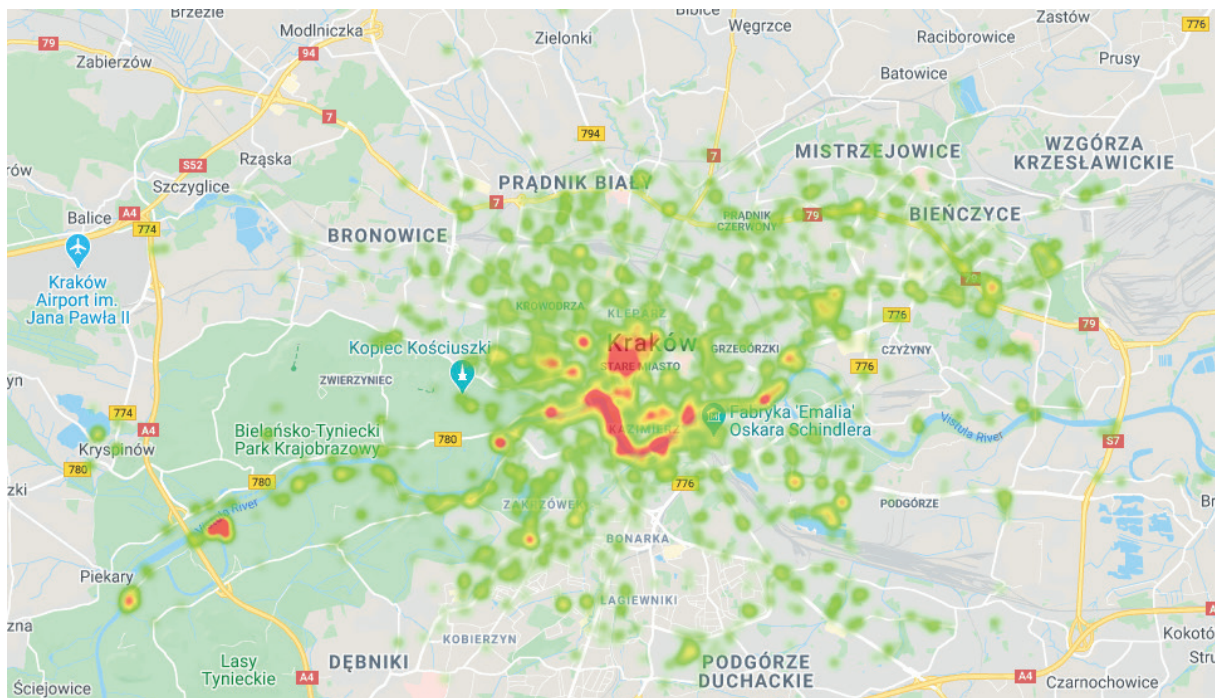 Brzezie
Modlniczka
Zielonki
Bibice
Węgrzce
Zastów
776
Raciborowice
79
94
Zabierzów
Prusy
Batowice
7
794
7
S52
Rząska
MISTRZEJOWICE
WZGÓRZA
KRZESŁAWICKIE
Szczyglice
PRĄDNIK BIAŁY
7
Balice
A4
774
PRĄDNIK
CZERWONY
79
BIEŃCZYCE
BRONOWICE
Kraków
Airport im.
Jana Pawła II
79
KROWODRZA
KLEPARZ
776
79
Kraków
Kopiec Kościuszki
GRZEGÓRZKI
CZYŻYNY
STARE MIASTO
776
ZWIERZYNIEC
774
Fabryka 'Emalia'
Oskara Schindlera
A4
Bielańsko-Tyniecki
Park Krajobrazowy
KAZIMIERZ
Vistula River
780
S7
Kryspinów
780
780
776
ZAKRZÓWEK
PODGÓRZE
Vistula River
BONARKA
Piekary
ŁAGIEWNIKI
KOBIERZYN
Lasy
Tynieckie
DĘBNIKI
PODGÓRZE
DUCHACKIE
A4
A4
Kokotó
Ściejowice
Czarnochowice